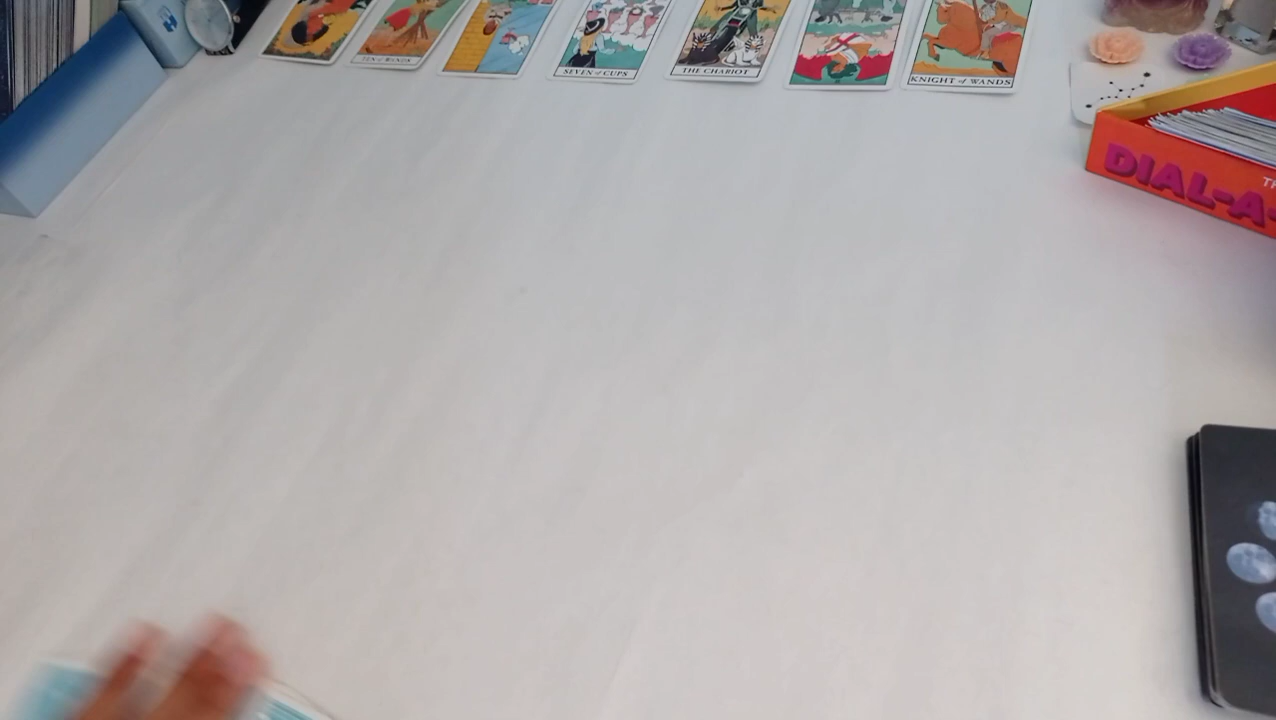 TEN of WANDS
SEVEN of CUPS
THE CHARIOT
KNIGHT of WANDS
DIAL-A-